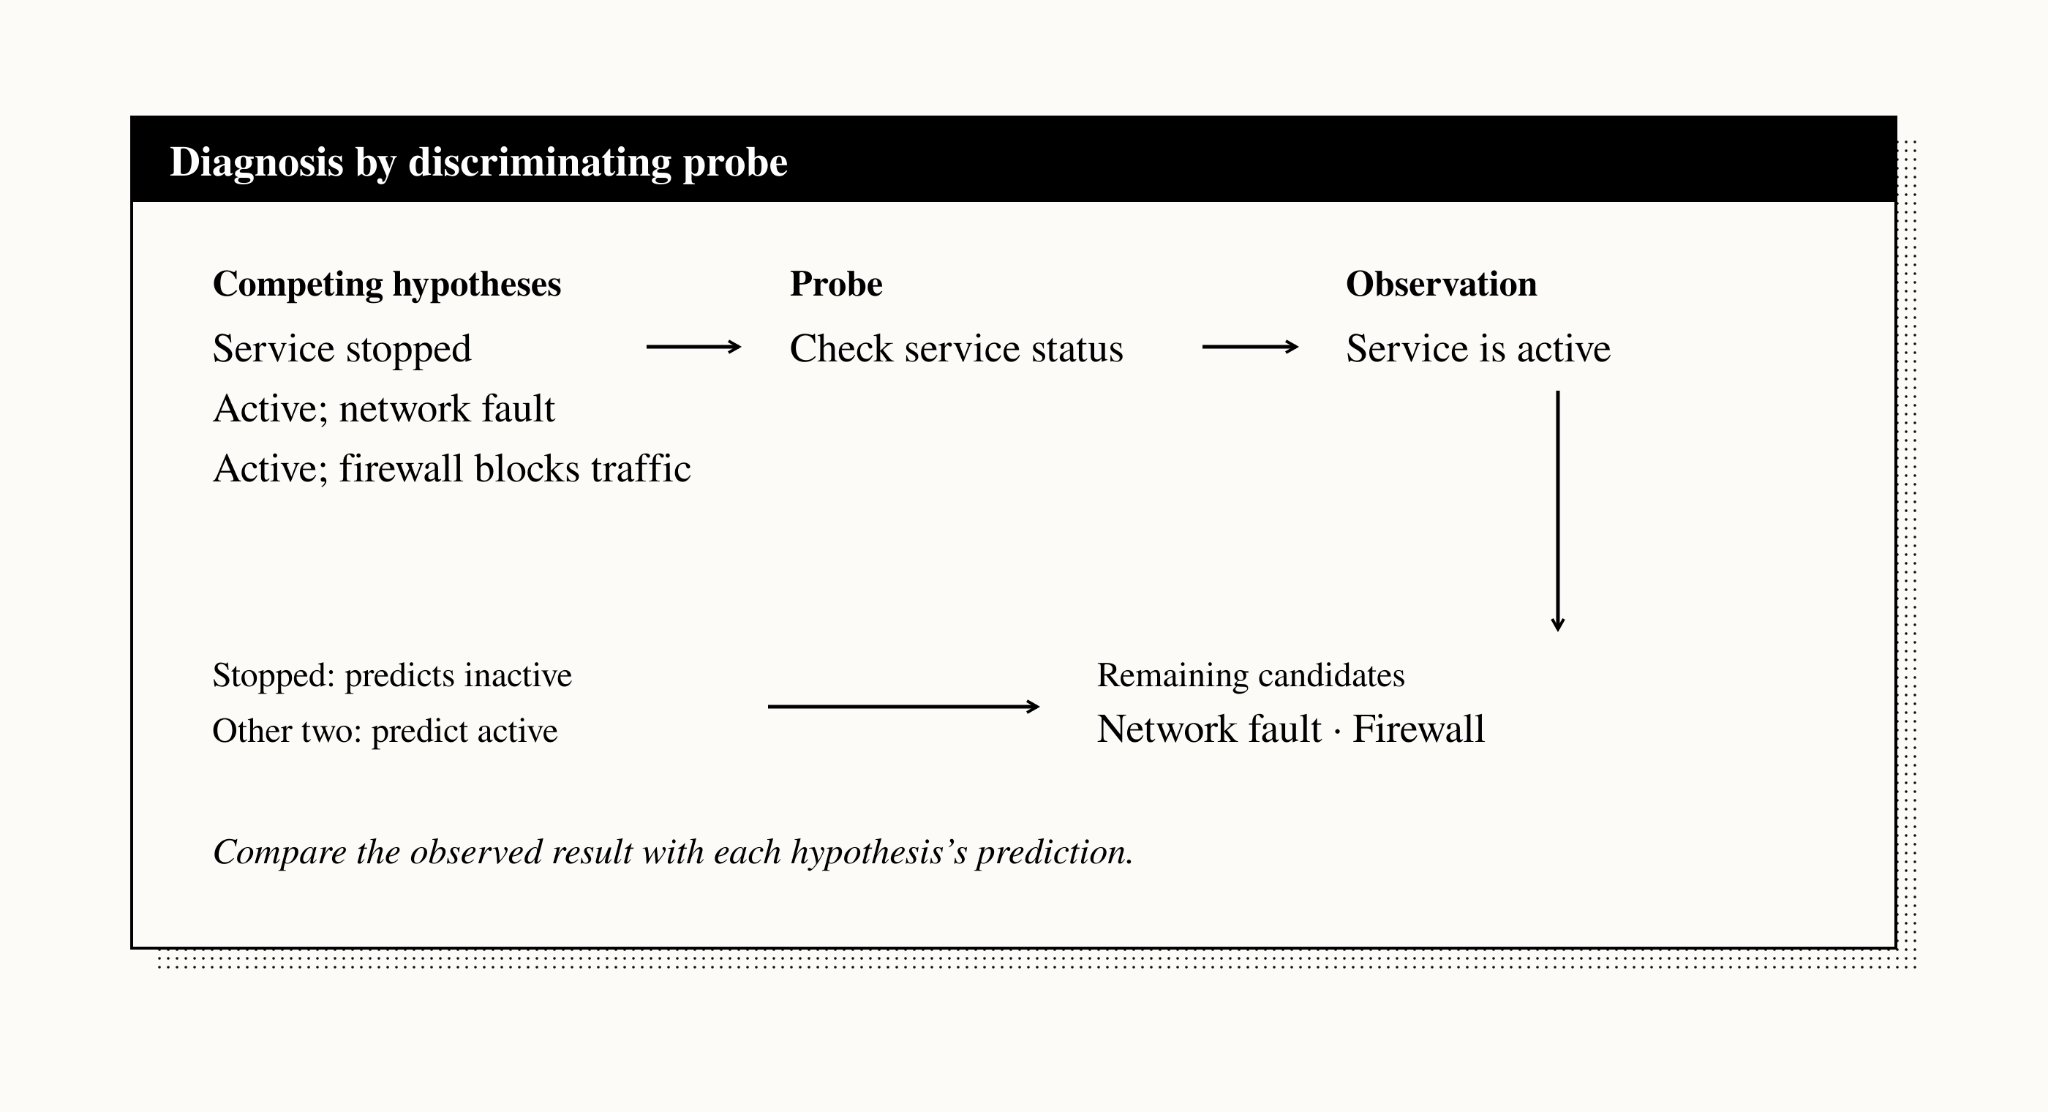 Diagnosis by discriminating probe
Competing hypotheses
Service stopped
Active; network fault
Active; firewall blocks traffic
Probe
Check service status
Observation
Service is active
Stopped: predicts inactive
Other two: predict active
Remaining candidates
Network fault · Firewall
Compare the observed result with each hypothesis’s prediction.